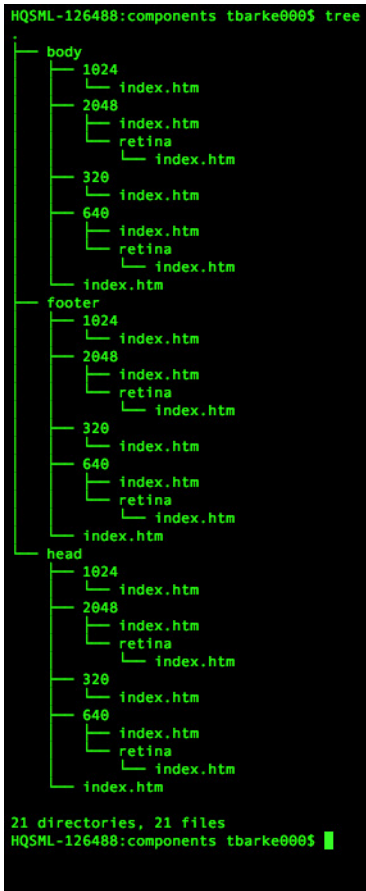 HQSML-126488:components tbarke000$ tree
.
├── body
│   ├── 1024
│   │   └── index.htm
│   ├── 2048
│   │   ├── index.htm
│   │   └── retina
│   │       └── index.htm
│   ├── 320
│   │   └── index.htm
│   ├── 640
│   │   ├── index.htm
│   │   └── retina
│   │       └── index.htm
│   └── index.htm
├── footer
│   ├── 1024
│   │   └── index.htm
│   ├── 2048
│   │   ├── index.htm
│   │   └── retina
│   │       └── index.htm
│   ├── 320
│   │   └── index.htm
│   ├── 640
│   │   ├── index.htm
│   │   └── retina
│   │       └── index.htm
│   └── index.htm
└── head
    ├── 1024
    │   └── index.htm
    ├── 2048
    │   ├── index.htm
    │   └── retina
    │       └── index.htm
    ├── 320
    │   └── index.htm
    ├── 640
    │   ├── index.htm
    │   └── retina
    │       └── index.htm
    └── index.htm

21 directories, 21 files
HQSML-126488:components tbarke000$